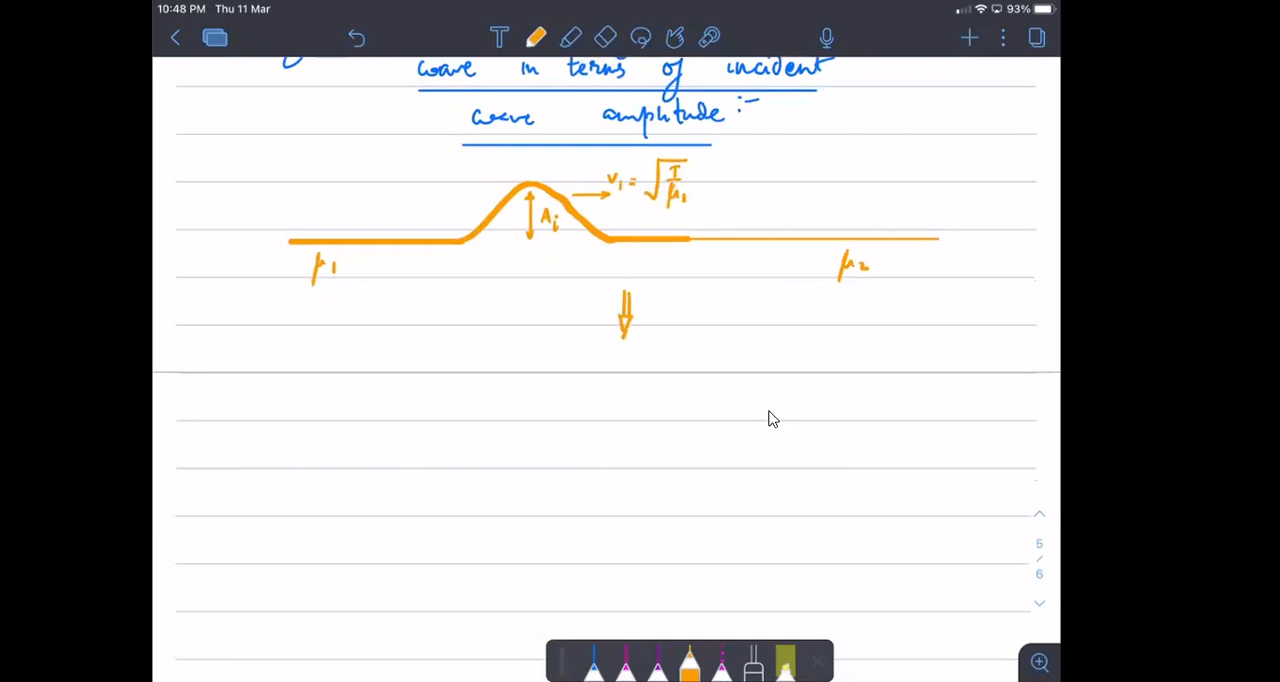 10:48 PM Thu 11 Mar
93%
T
wave in terms of incident
wave amplitude :-
v₁ = √(T/μ₁)
Aᵢ
μ₁
μ₂
5
/
6